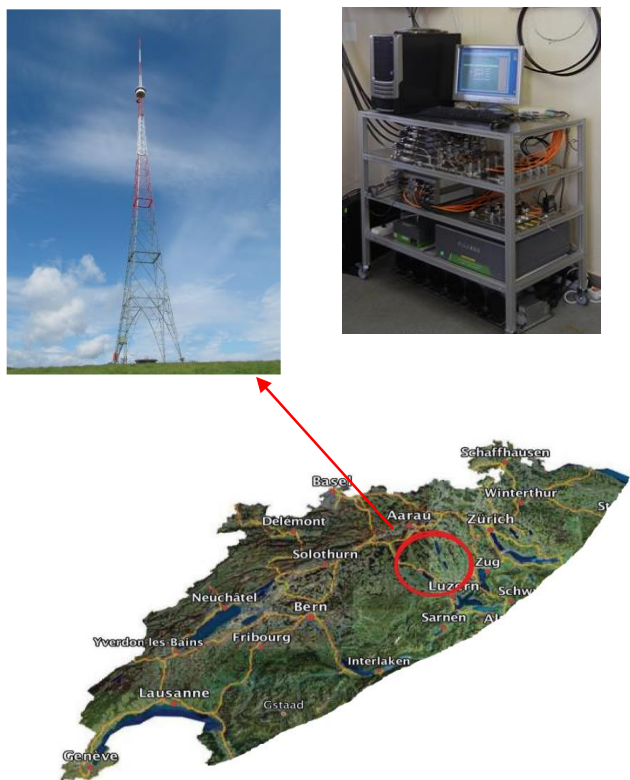 Schaffhausen
Basel
Winterthur
Delémont
Aarau
Zürich
Solothurn
Zug
Luzern
Neuchâtel
Bern
Sarnen
Yverdon-les-Bains
Fribourg
Interlaken
Lausanne
Gstaad
Genève